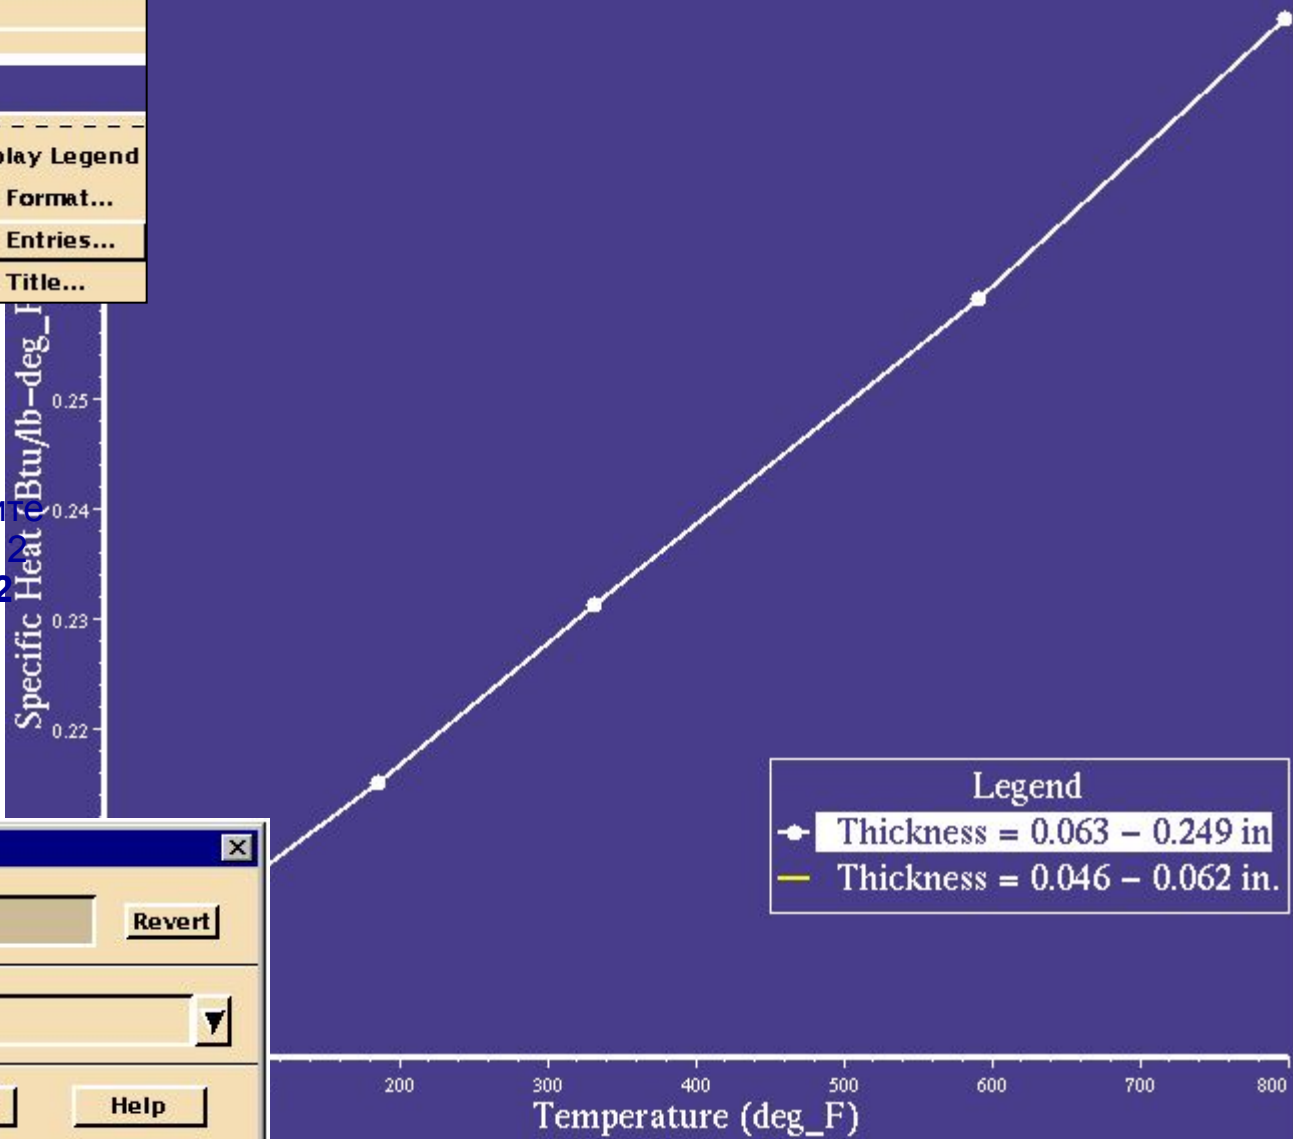 Legend
Format...
Entries...
Title...
Specific Heat (Btu/lb-deg_F
0.25
0.24
2
2
0.23
0.22
Legend
Thickness = 0.063 – 0.249 in
Thickness = 0.046 – 0.062 in.
Revert
Help
200 300 400 500 600 700 800
Temperature (deg_F)